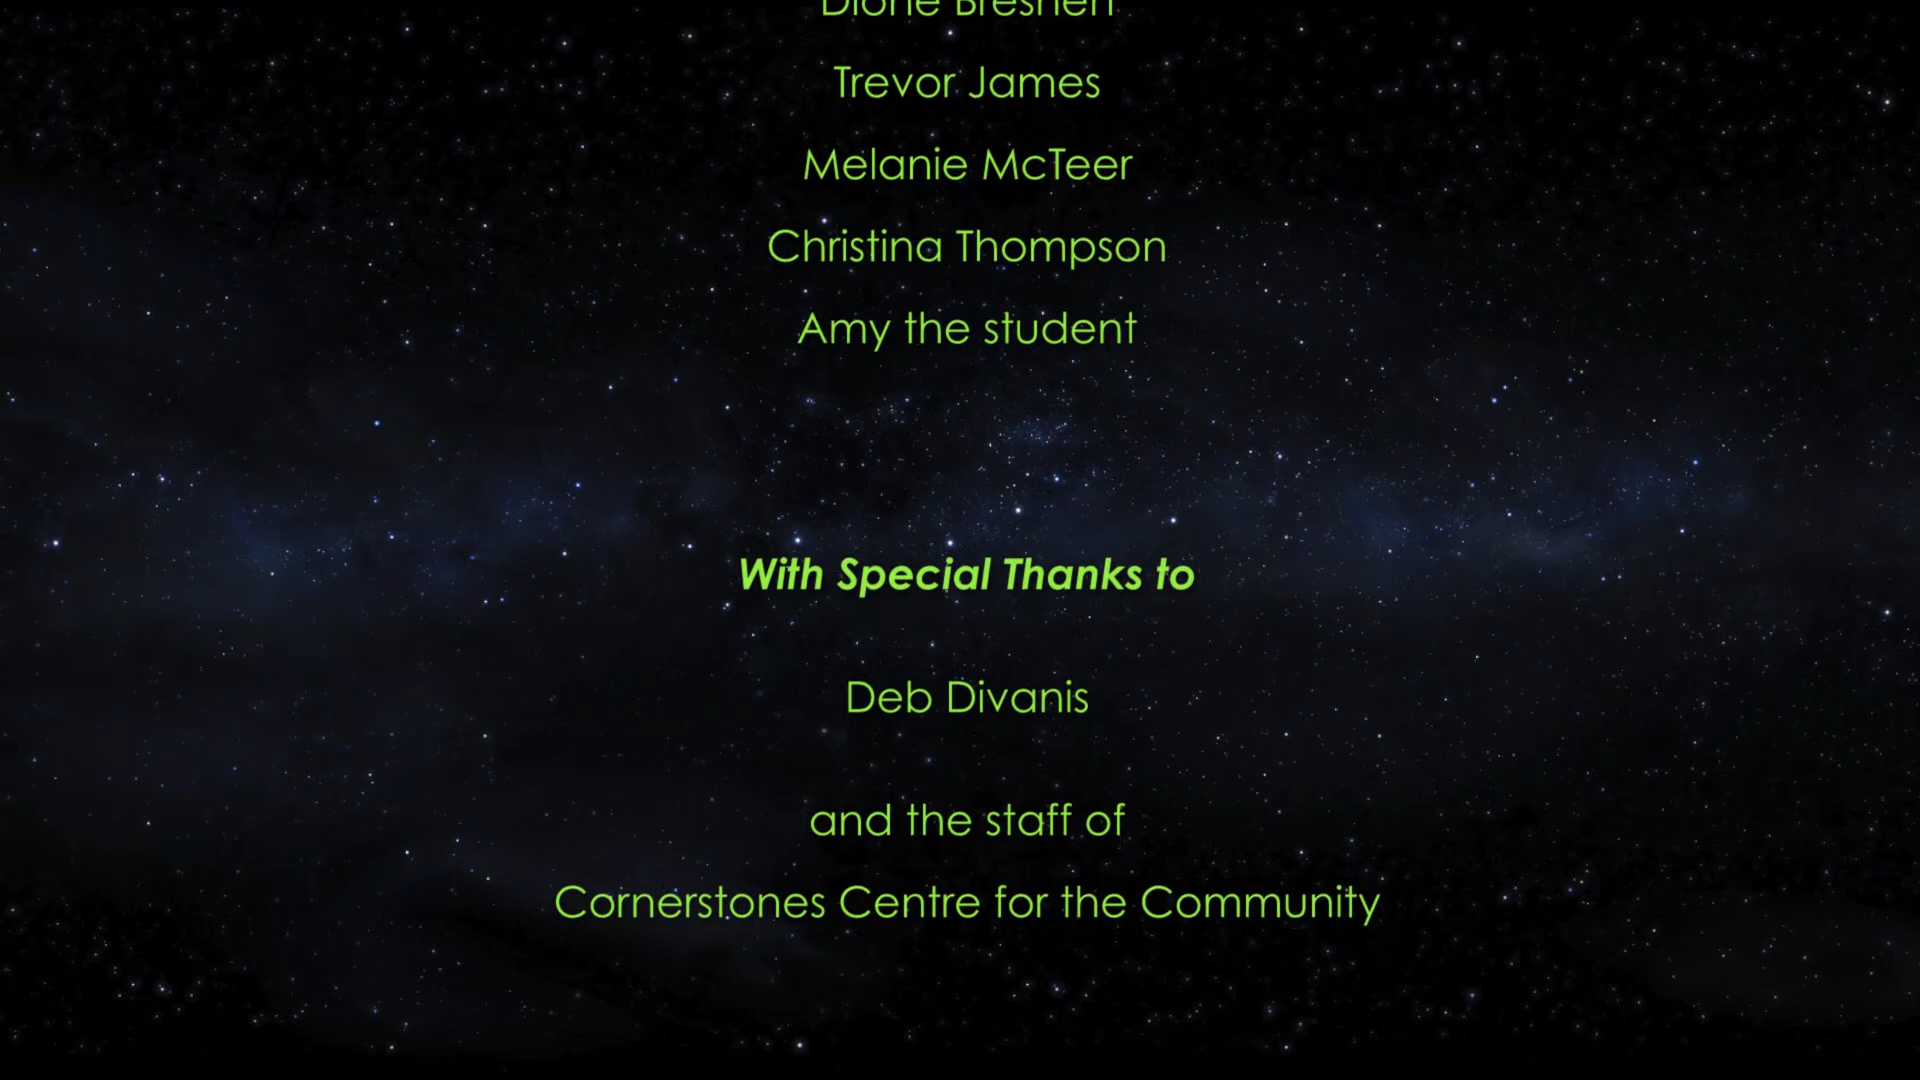 Trevor James
Melanie McTeer
Christina Thompson
Amy the student
With Special Thanks to
Deb Divanis
and the staff of
Cornerstones Centre for the Community